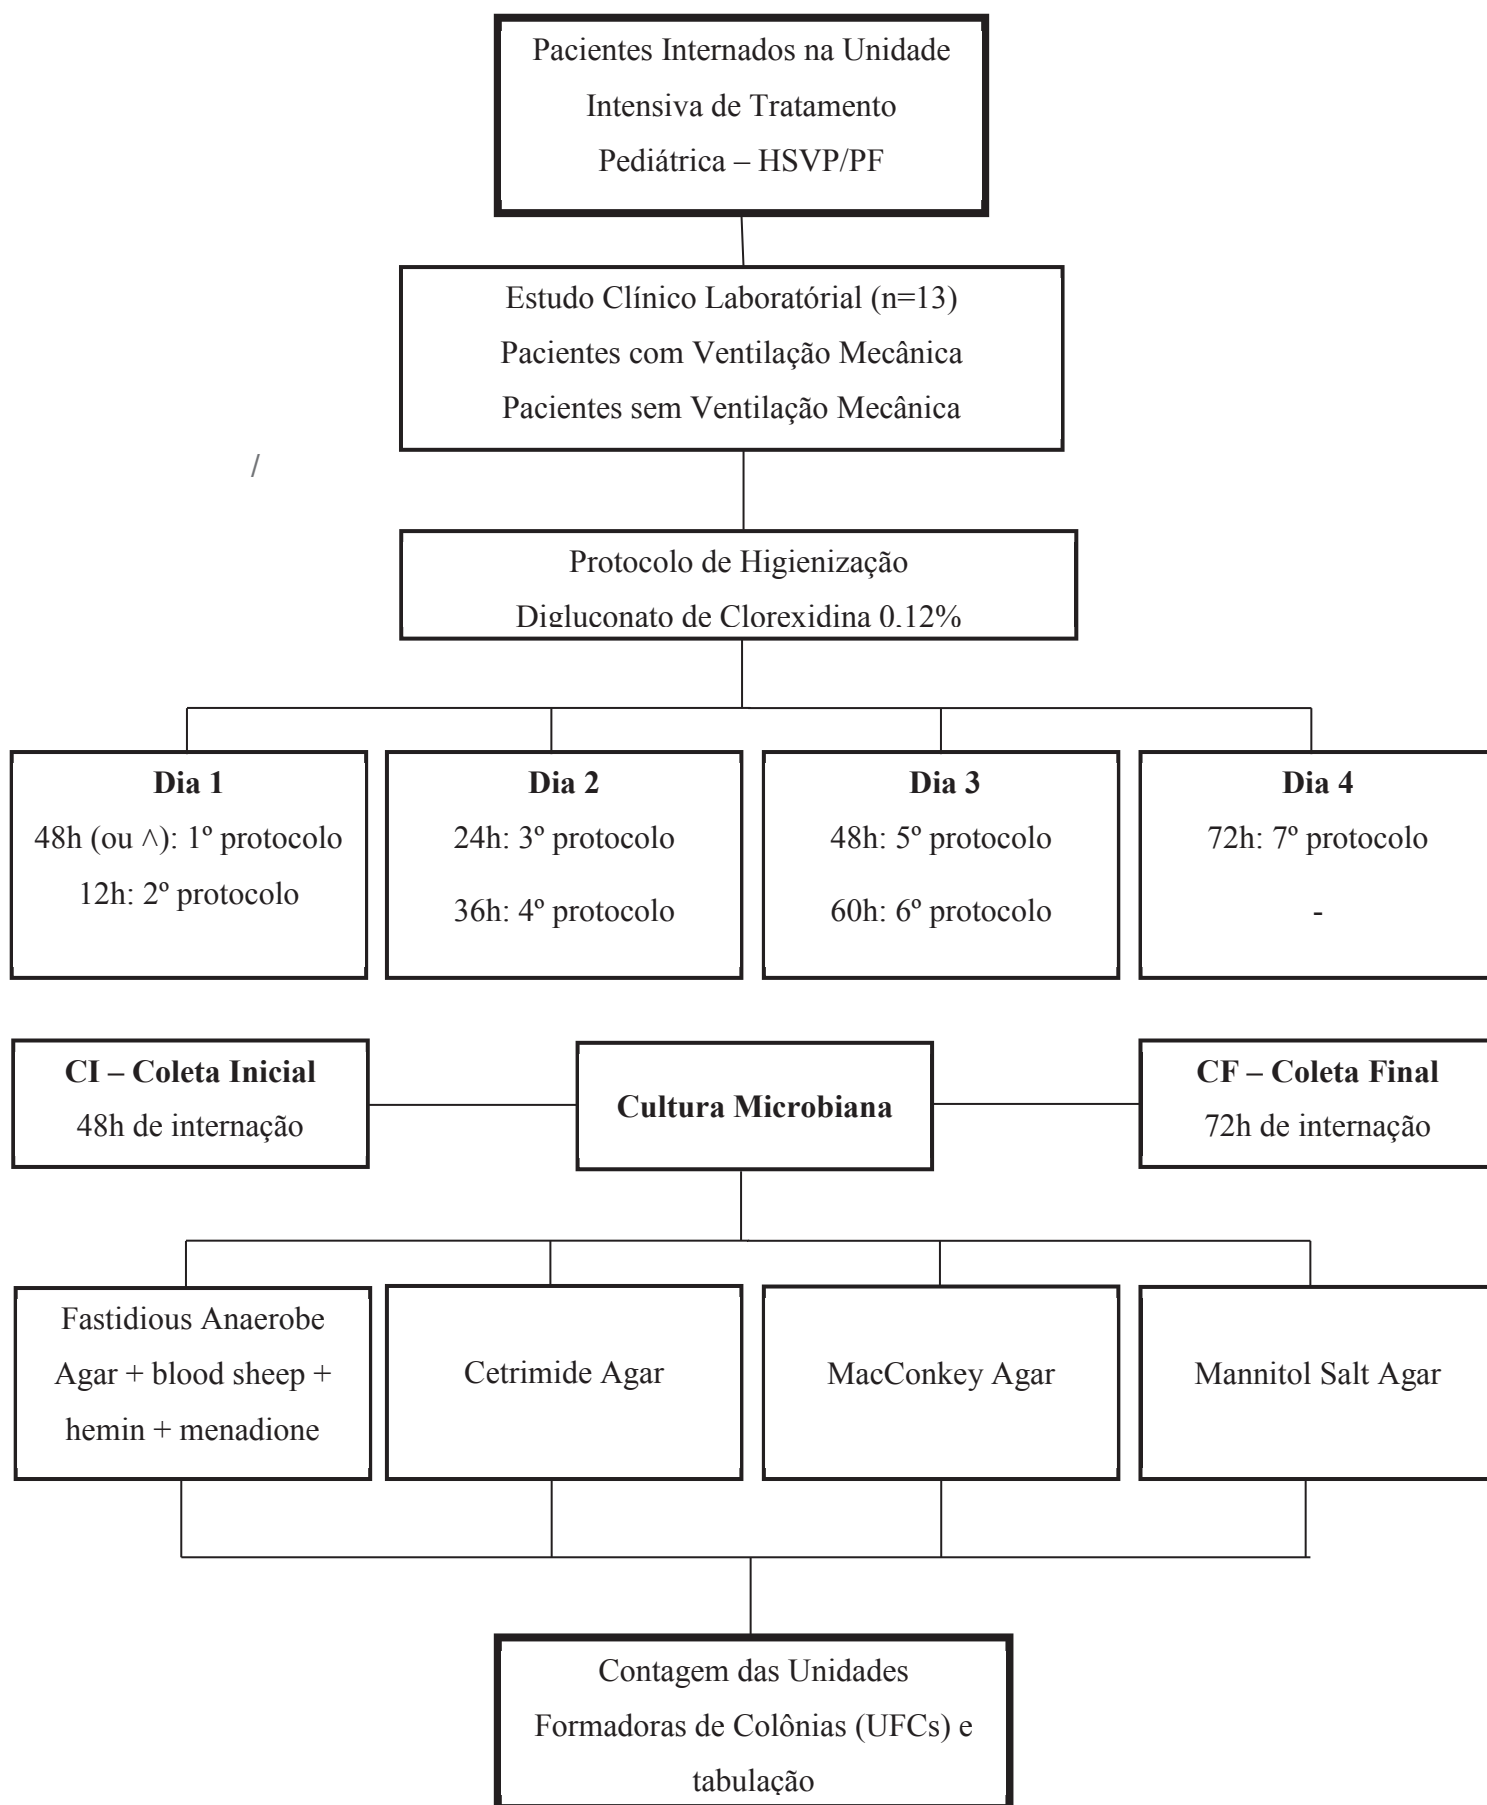 Pacientes Internados na Unidade
Intensiva de Tratamento
Pediátrica – HSVP/PF
Estudo Clínico Laboratórial (n=13)
Pacientes com Ventilação Mecânica
Pacientes sem Ventilação Mecânica
/
Protocolo de Higienização
Digluconato de Clorexidina 0,12%
Dia 1
48h (ou ^): 1º protocolo
12h: 2º protocolo
Dia 2
24h: 3º protocolo
36h: 4º protocolo
Dia 3
48h: 5º protocolo
60h: 6º protocolo
Dia 4
72h: 7º protocolo
-
CI – Coleta Inicial
48h de internação
Cultura Microbiana
CF – Coleta Final
72h de internação
Fastidious Anaerobe
Agar + blood sheep +
hemin + menadione
Cetrimide Agar
MacConkey Agar
Mannitol Salt Agar
Contagem das Unidades
Formadoras de Colônias (UFCs) e
tabulação